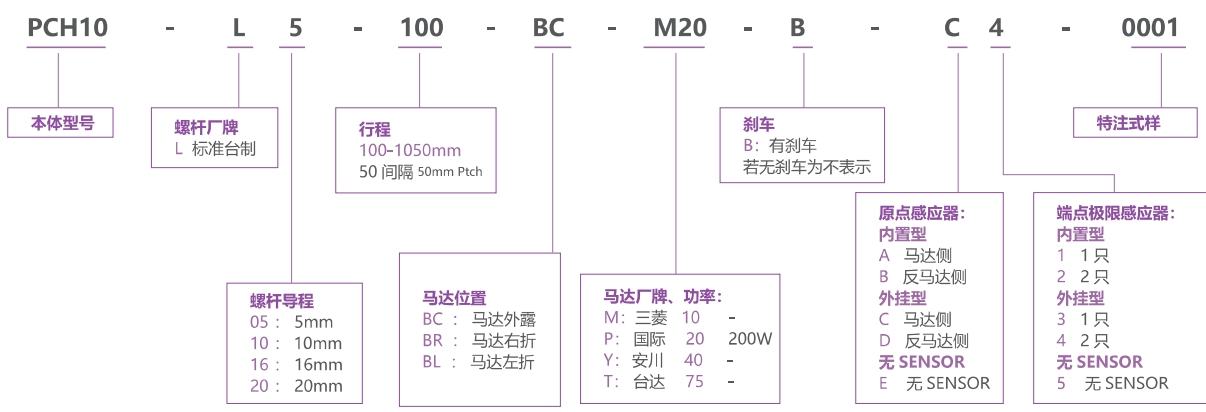 PCH10 - L 5 - 100 - BC - M20 - B - C 4 - 0001
本体型号
螺杆厂牌
L 标准台制
行程
100-1050mm
50 间隔 50mm Ptch
刹车
B：有刹车
若无刹车为不表示
特注式样
螺杆导程
05： 5mm
10： 10mm
16： 16mm
20： 20mm
马达位置
BC ： 马达外露
BR ： 马达右折
BL ： 马达左折
马达厂牌、功率：
M：三菱 10 -
P：国际 20 200W
Y：安川 40 -
T：台达 75 -
原点感应器：
内置型
A 马达侧
B 反马达侧
外挂型
C 马达侧
D 反马达侧
无 SENSOR
E 无 SENSOR
端点极限感应器：
内置型
1 1 只
2 2 只
外挂型
3 1 只
4 2 只
无 SENSOR
5 无 SENSOR